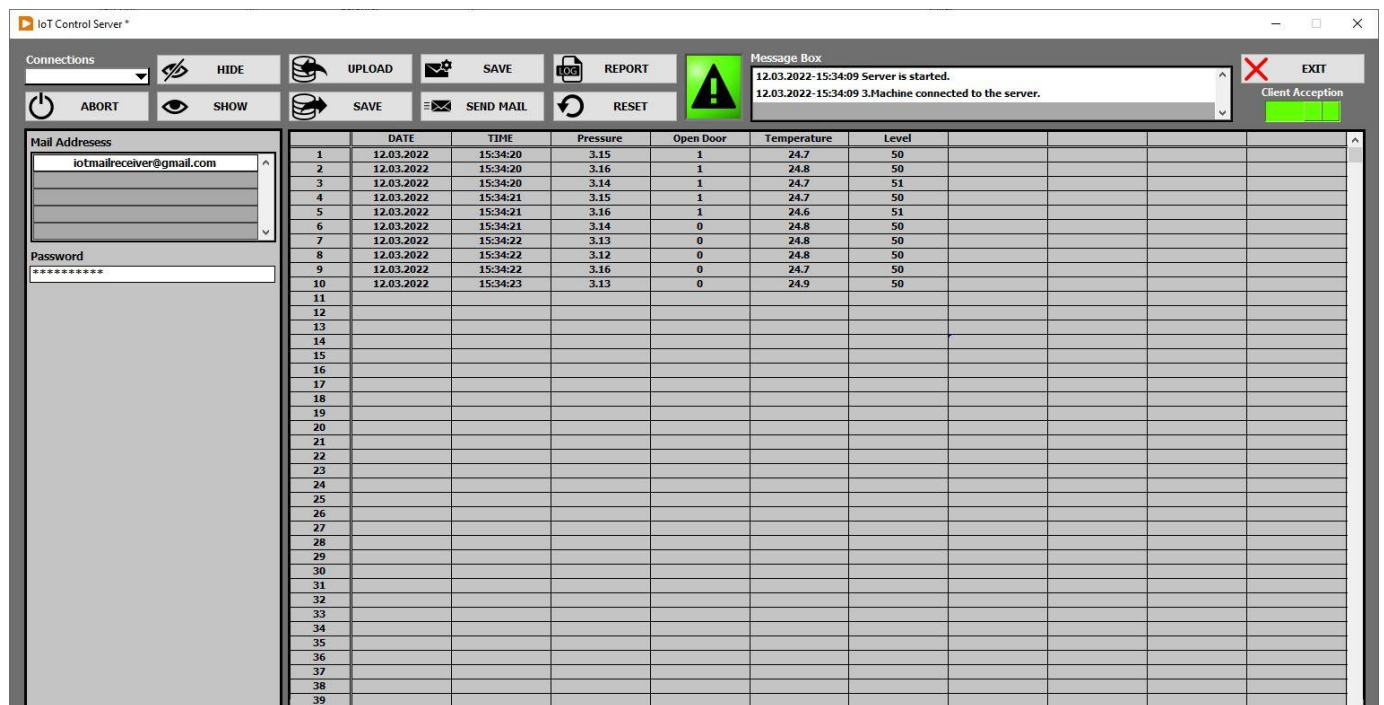 IoT Control Server *
Connections
HIDE
UPLOAD
SAVE
LOG
REPORT
Message Box
12.03.2022-15:34:09 Server is started.
12.03.2022-15:34:09 3.Machine connected to the server.
EXIT
ABORT
SHOW
SAVE
SEND MAIL
RESET
Client Acception
Mail Addresess
iotmailreceiver@gmail.com
Password
**********
DATE TIME Pressure Open Door Temperature Level
1 12.03.2022 15:34:20 3.15 1 24.7 50
2 12.03.2022 15:34:20 3.16 1 24.8 50
3 12.03.2022 15:34:20 3.14 1 24.7 51
4 12.03.2022 15:34:21 3.15 1 24.7 50
5 12.03.2022 15:34:21 3.16 1 24.6 51
6 12.03.2022 15:34:21 3.14 0 24.8 50
7 12.03.2022 15:34:22 3.13 0 24.8 50
8 12.03.2022 15:34:22 3.12 0 24.8 50
9 12.03.2022 15:34:22 3.16 0 24.7 50
10 12.03.2022 15:34:23 3.13 0 24.9 50
11
12
13
14
15
16
17
18
19
20
21
22
23
24
25
26
27
28
29
30
31
32
33
34
35
36
37
38
39